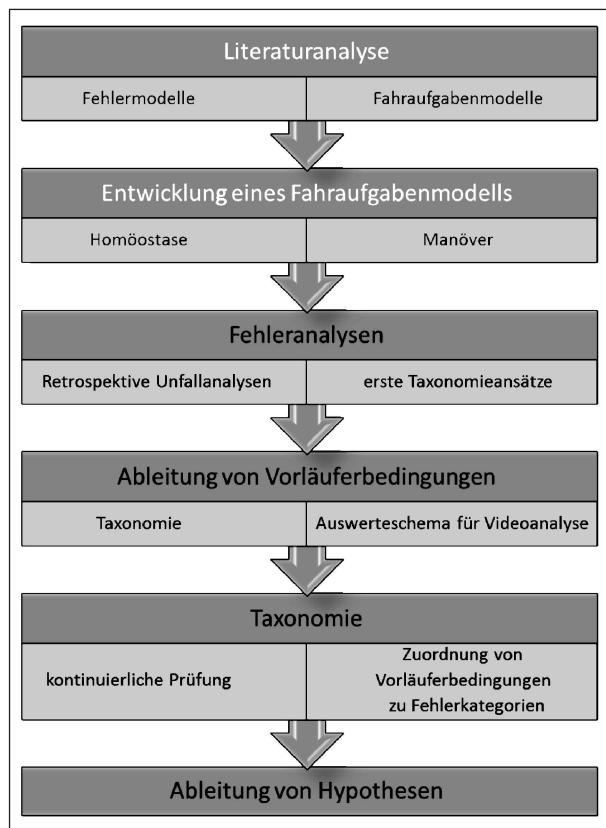 Literaturanalyse
Fehlermodelle
Fahraufgabenmodelle
Entwicklung eines Fahraufgabenmodells
Homöostase
Manöver
Fehleranalysen
Retrospektive Unfallanalysen
erste Taxonomieansätze
Ableitung von Vorläuferbedingungen
Taxonomie
Auswerteschema für Videoanalyse
Taxonomie
kontinuierliche Prüfung
Zuordnung von
Vorläuferbedingungen
zu Fehlerkategorien
Ableitung von Hypothesen